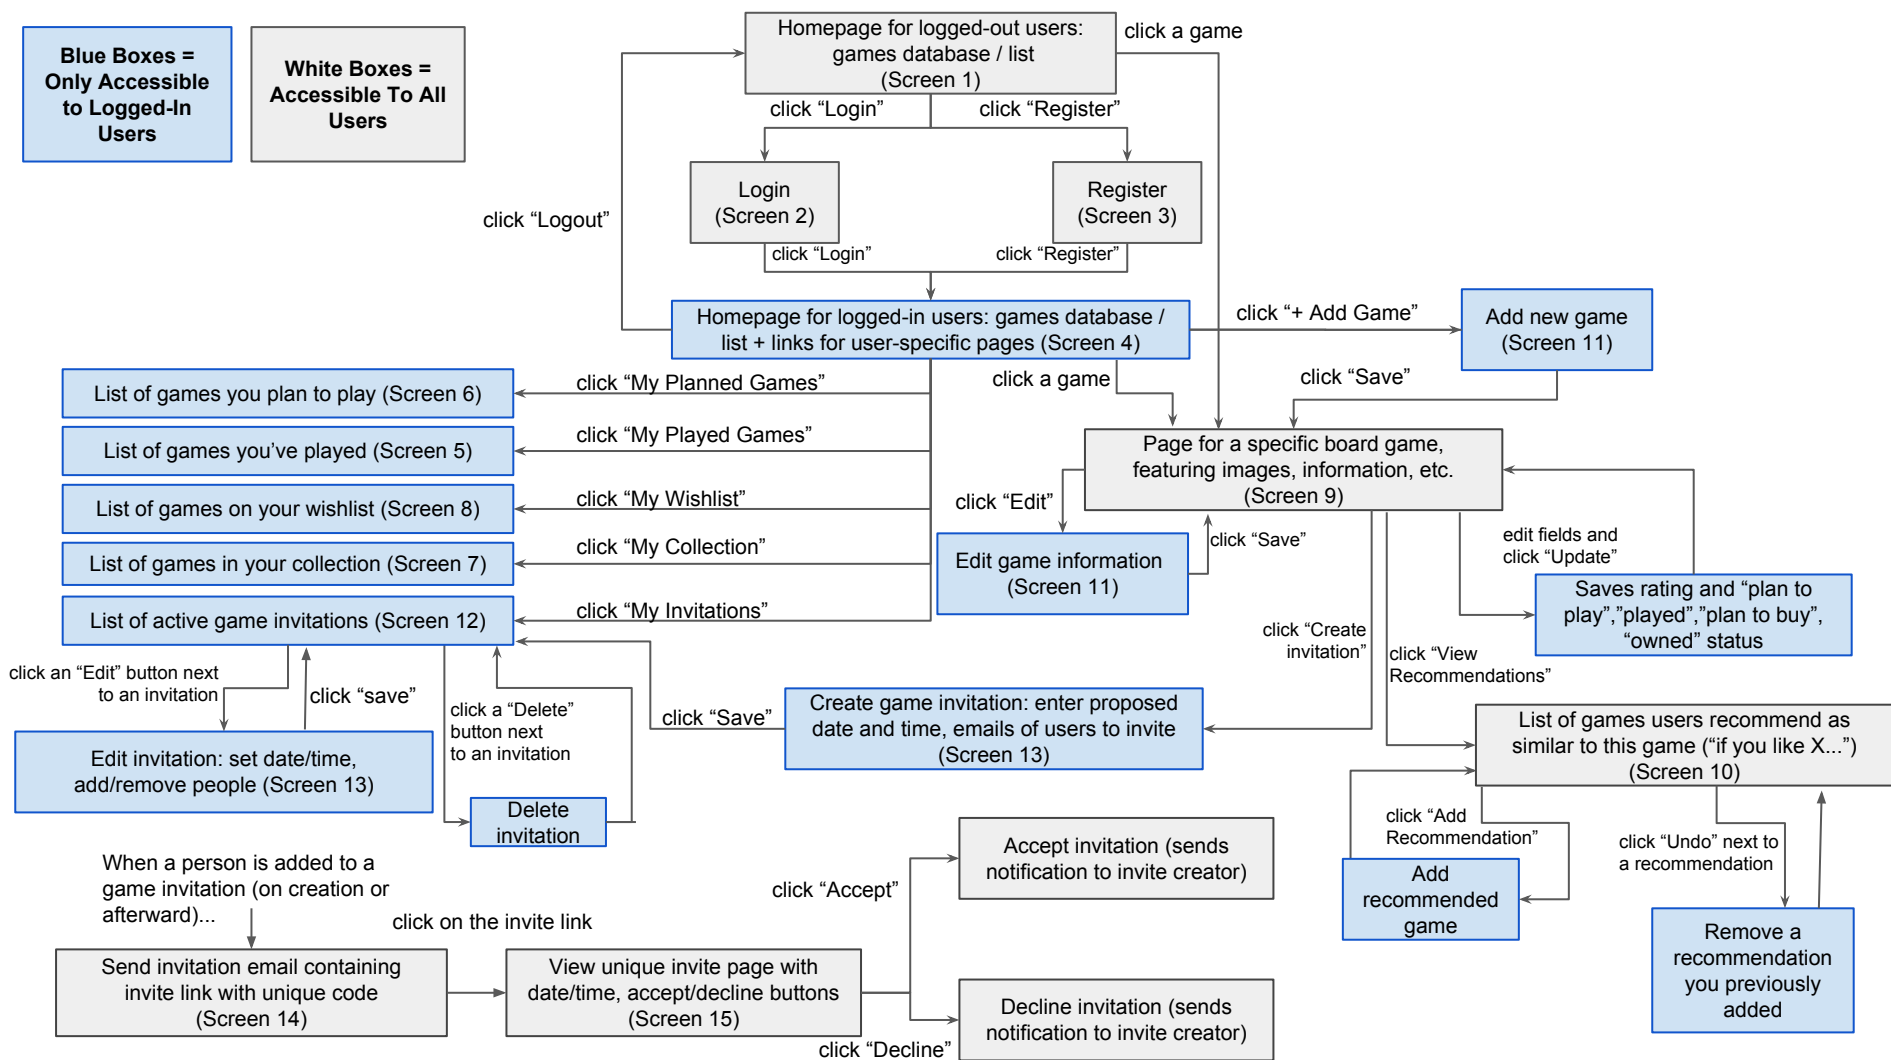 Blue Boxes =
Only Accessible
to Logged-In
Users
White Boxes =
Accessible To All
Users
Homepage for logged-out users:
games database / list
(Screen 1)
click a game
click “Login”
click “Register”
Login
(Screen 2)
Register
(Screen 3)
click “Logout”
click “Login”
click “Register”
Homepage for logged-in users: games database /
list + links for user-specific pages (Screen 4)
click “+ Add Game”
Add new game
(Screen 11)
click “Save”
click a game
List of games you plan to play (Screen 6)
click “My Planned Games”
List of games you’ve played (Screen 5)
click “My Played Games”
List of games on your wishlist (Screen 8)
click “My Wishlist”
List of games in your collection (Screen 7)
click “My Collection”
List of active game invitations (Screen 12)
click “My Invitations”
Page for a specific board game,
featuring images, information, etc.
(Screen 9)
click “Edit”
click “Save”
Edit game information
(Screen 11)
edit fields and
click “Update”
Saves rating and “plan to
play”,”played”,”plan to buy”,
“owned” status
click “Create
invitation”
click “View
Recommendations”
click an “Edit” button next
to an invitation
click “save”
click a “Delete”
button next
to an invitation
click “Save”
Create game invitation: enter proposed
date and time, emails of users to invite
(Screen 13)
List of games users recommend as
similar to this game (“if you like X...”)
(Screen 10)
Edit invitation: set date/time,
add/remove people (Screen 13)
Delete
invitation
click “Add
Recommendation”
click “Undo” next to
a recommendation
Add
recommended
game
Remove a
recommendation
you previously
added
When a person is added to a
game invitation (on creation or
afterward)...
click on the invite link
click “Accept”
Accept invitation (sends
notification to invite creator)
Send invitation email containing
invite link with unique code
(Screen 14)
View unique invite page with
date/time, accept/decline buttons
(Screen 15)
Decline invitation (sends
notification to invite creator)
click “Decline”